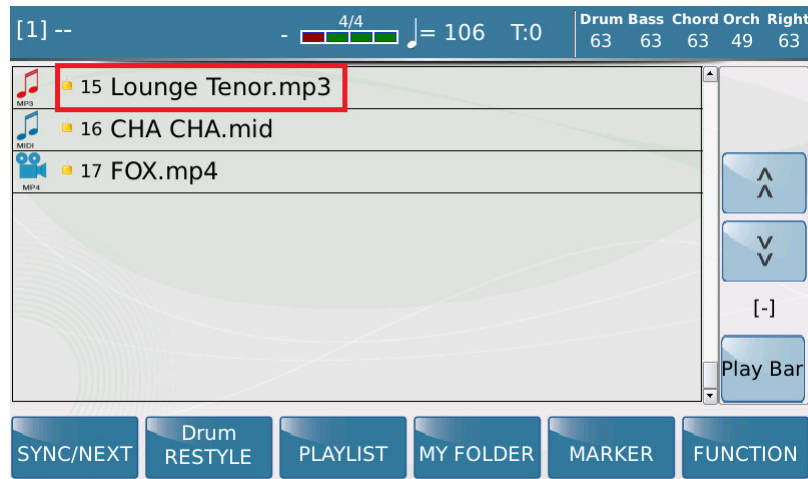 [1] --
- 4/4 = 106 T:0
Drum Bass Chord Orch Right
63 63 63 49 63
MP3 15 Lounge Tenor.mp3
MIDI 16 CHA CHA.mid
MP4 17 FOX.mp4
[-]
Play Bar
SYNC/NEXT
Drum RESTYLE
PLAYLIST
MY FOLDER
MARKER
FUNCTION